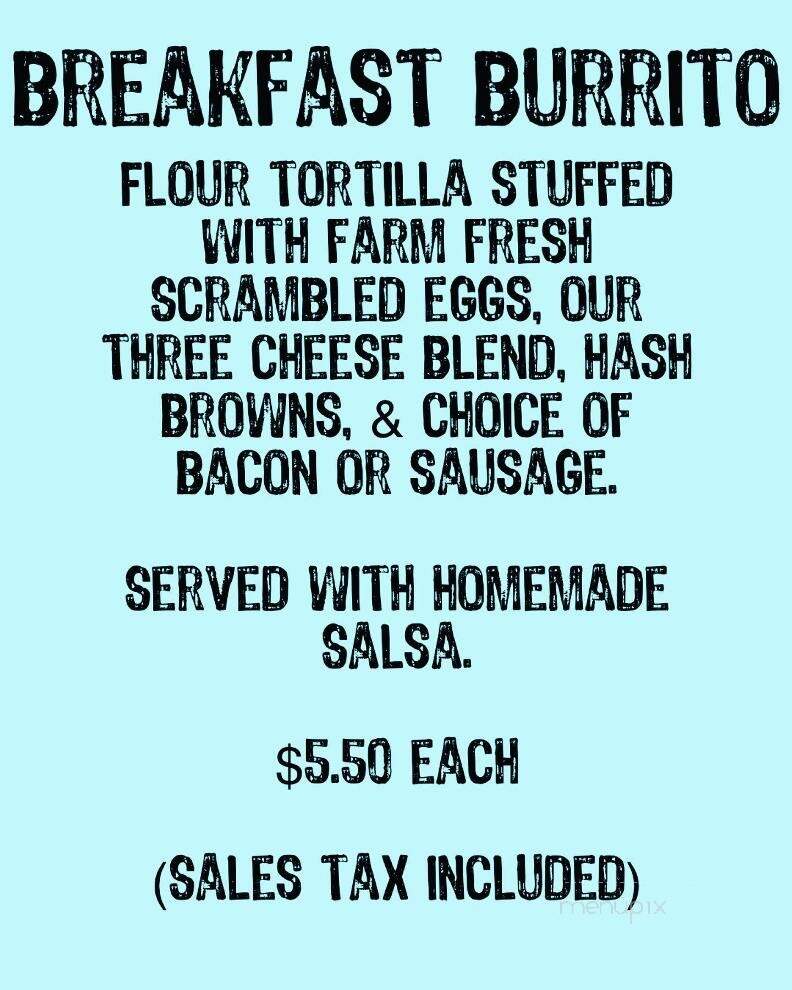 BREAKFAST BURRITO
FLOUR TORTILLA STUFFED
WITH FARM FRESH
SCRAMBLED EGGS, OUR
THREE CHEESE BLEND, HASH
BROWNS, & CHOICE OF
BACON OR SAUSAGE.
SERVED WITH HOMEMADE
SALSA.
$5.50 EACH
(SALES TAX INCLUDED)
menupix